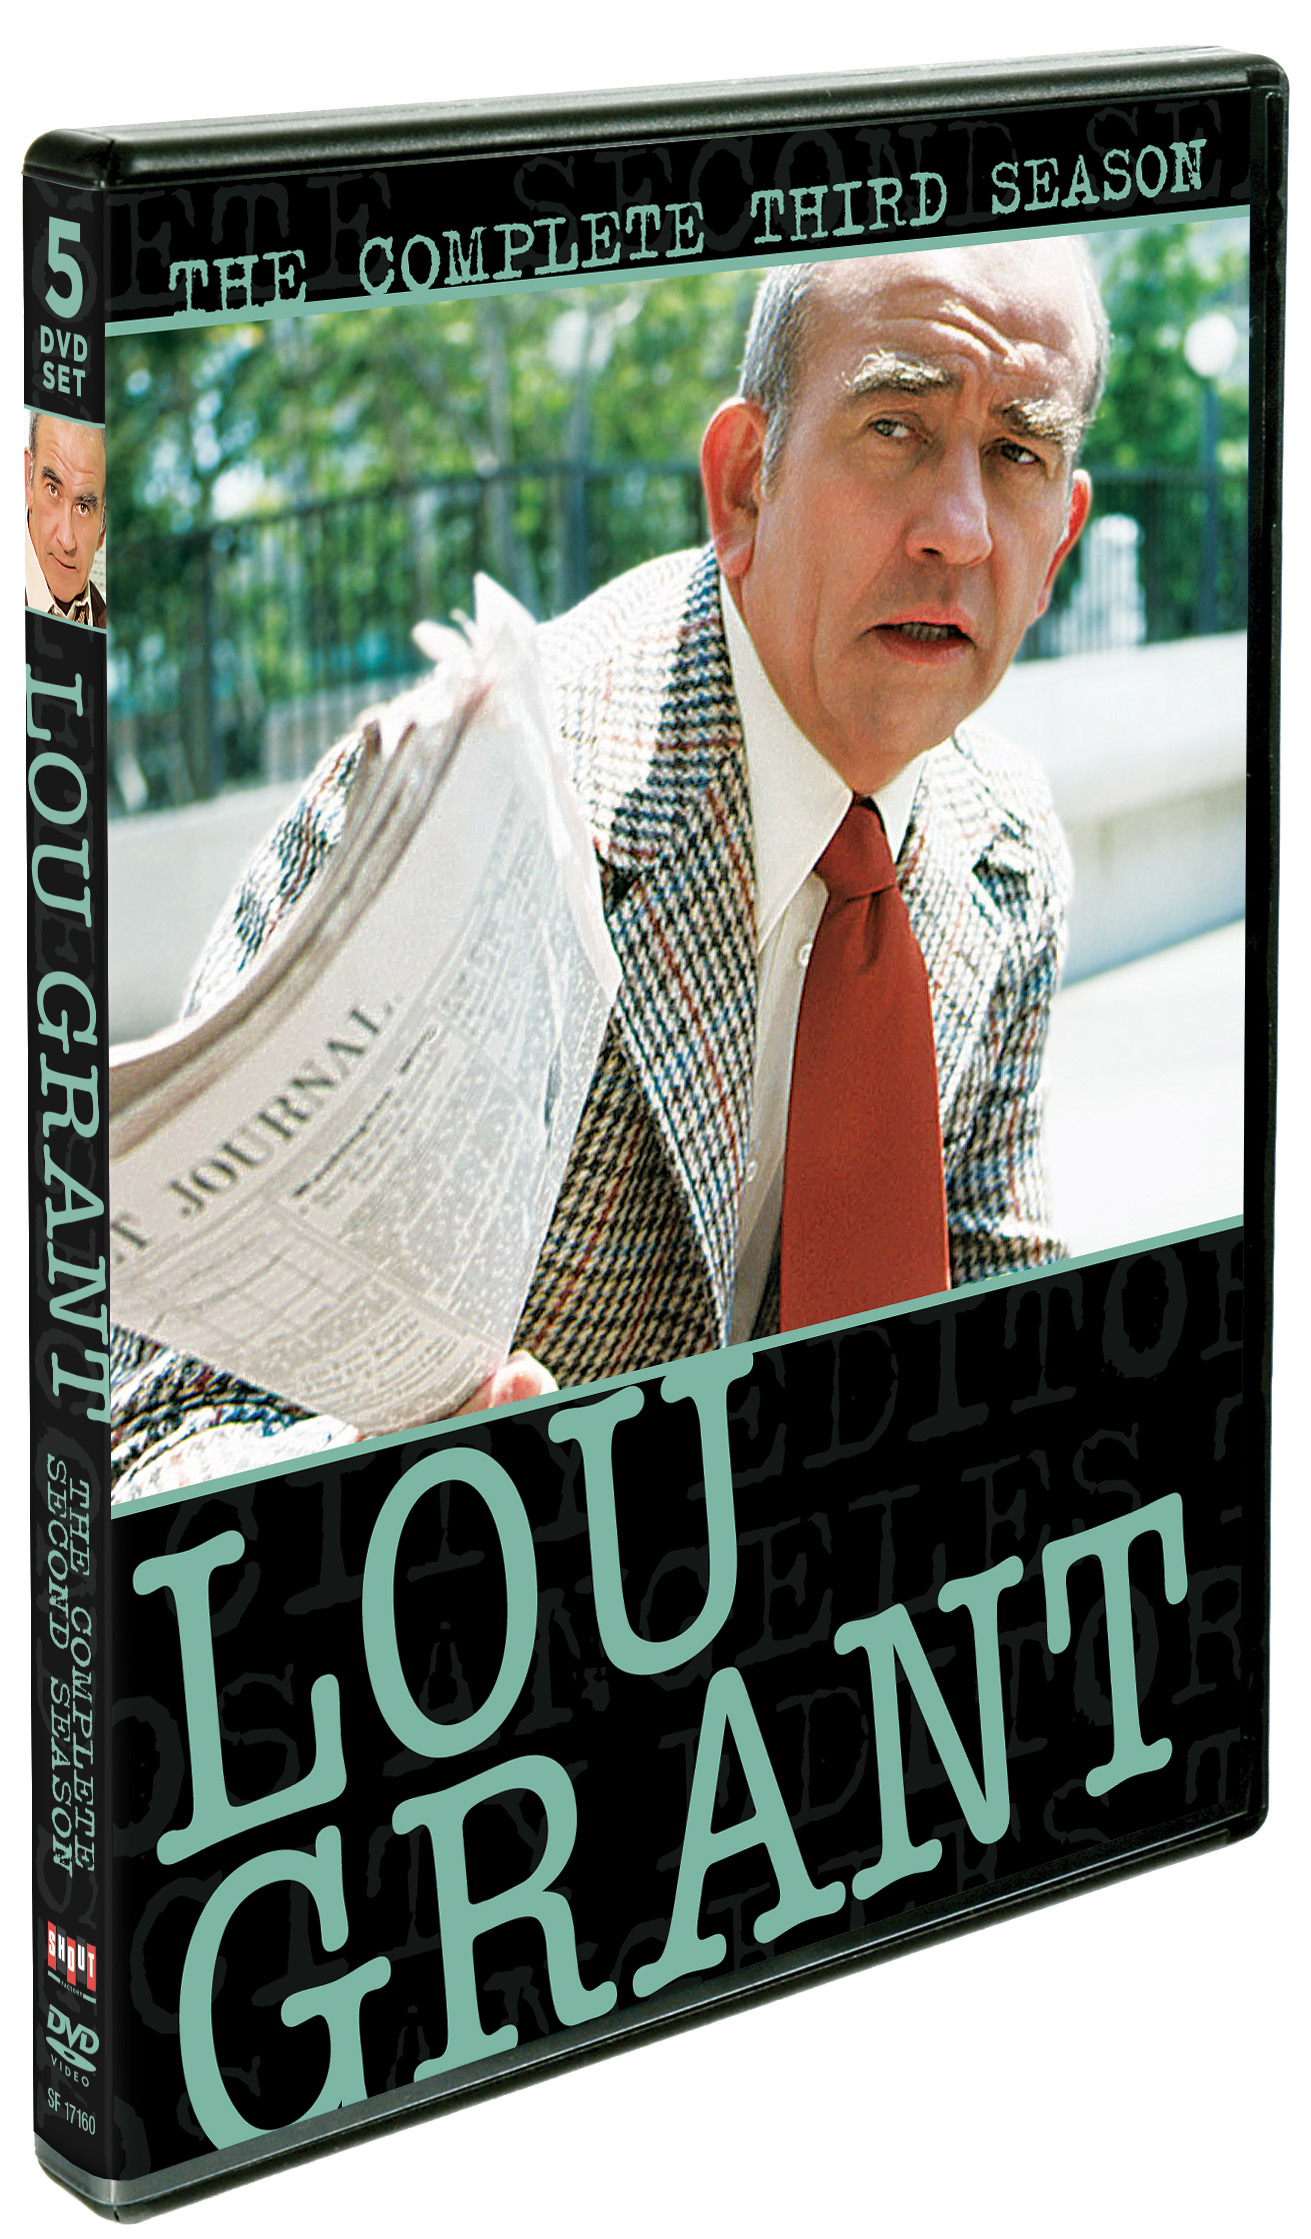 THE COMPLETE THIRD SEASON
5
DVD
SET
LOU GRANT
THE COMPLETE
SECOND SEASON
SHOUT
FACTORY
DVD
VIDEO
SF 17160
JOURNAL
LOU
GRANT